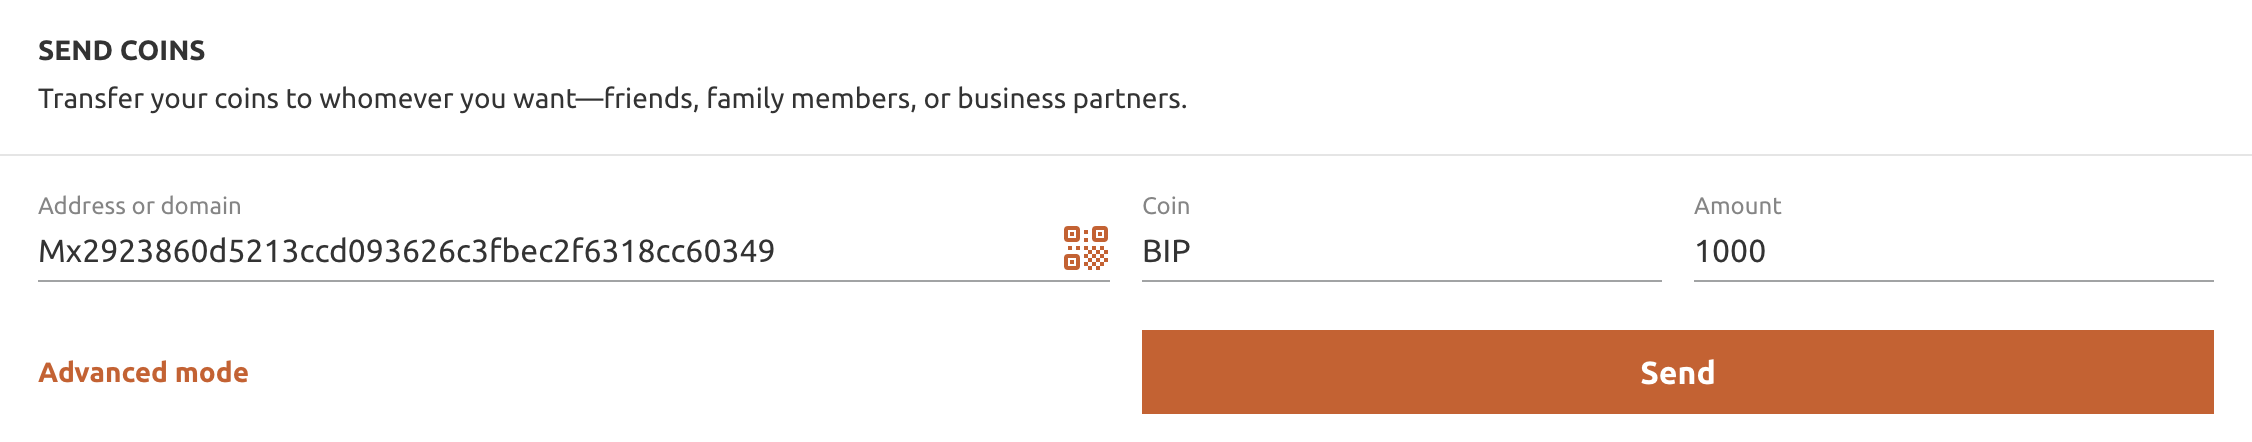 SEND COINS
Transfer your coins to whomever you want—friends, family members, or business partners.
Address or domain
Mx2923860d5213ccd093626c3fbec2f6318cc60349
Coin
BIP
Amount
1000
Advanced mode
Send